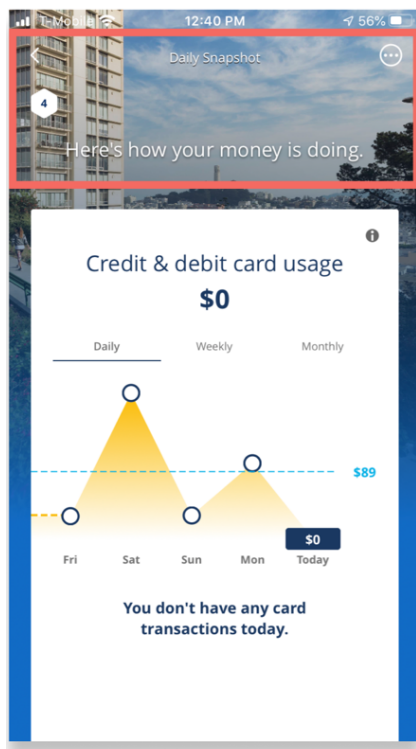 T-Mobile 12:40 PM 56%
Daily Snapshot
4
Here's how your money is doing.
Credit & debit card usage
$0
Daily Weekly Monthly
$89
$0
Fri Sat Sun Mon Today
You don't have any card
transactions today.